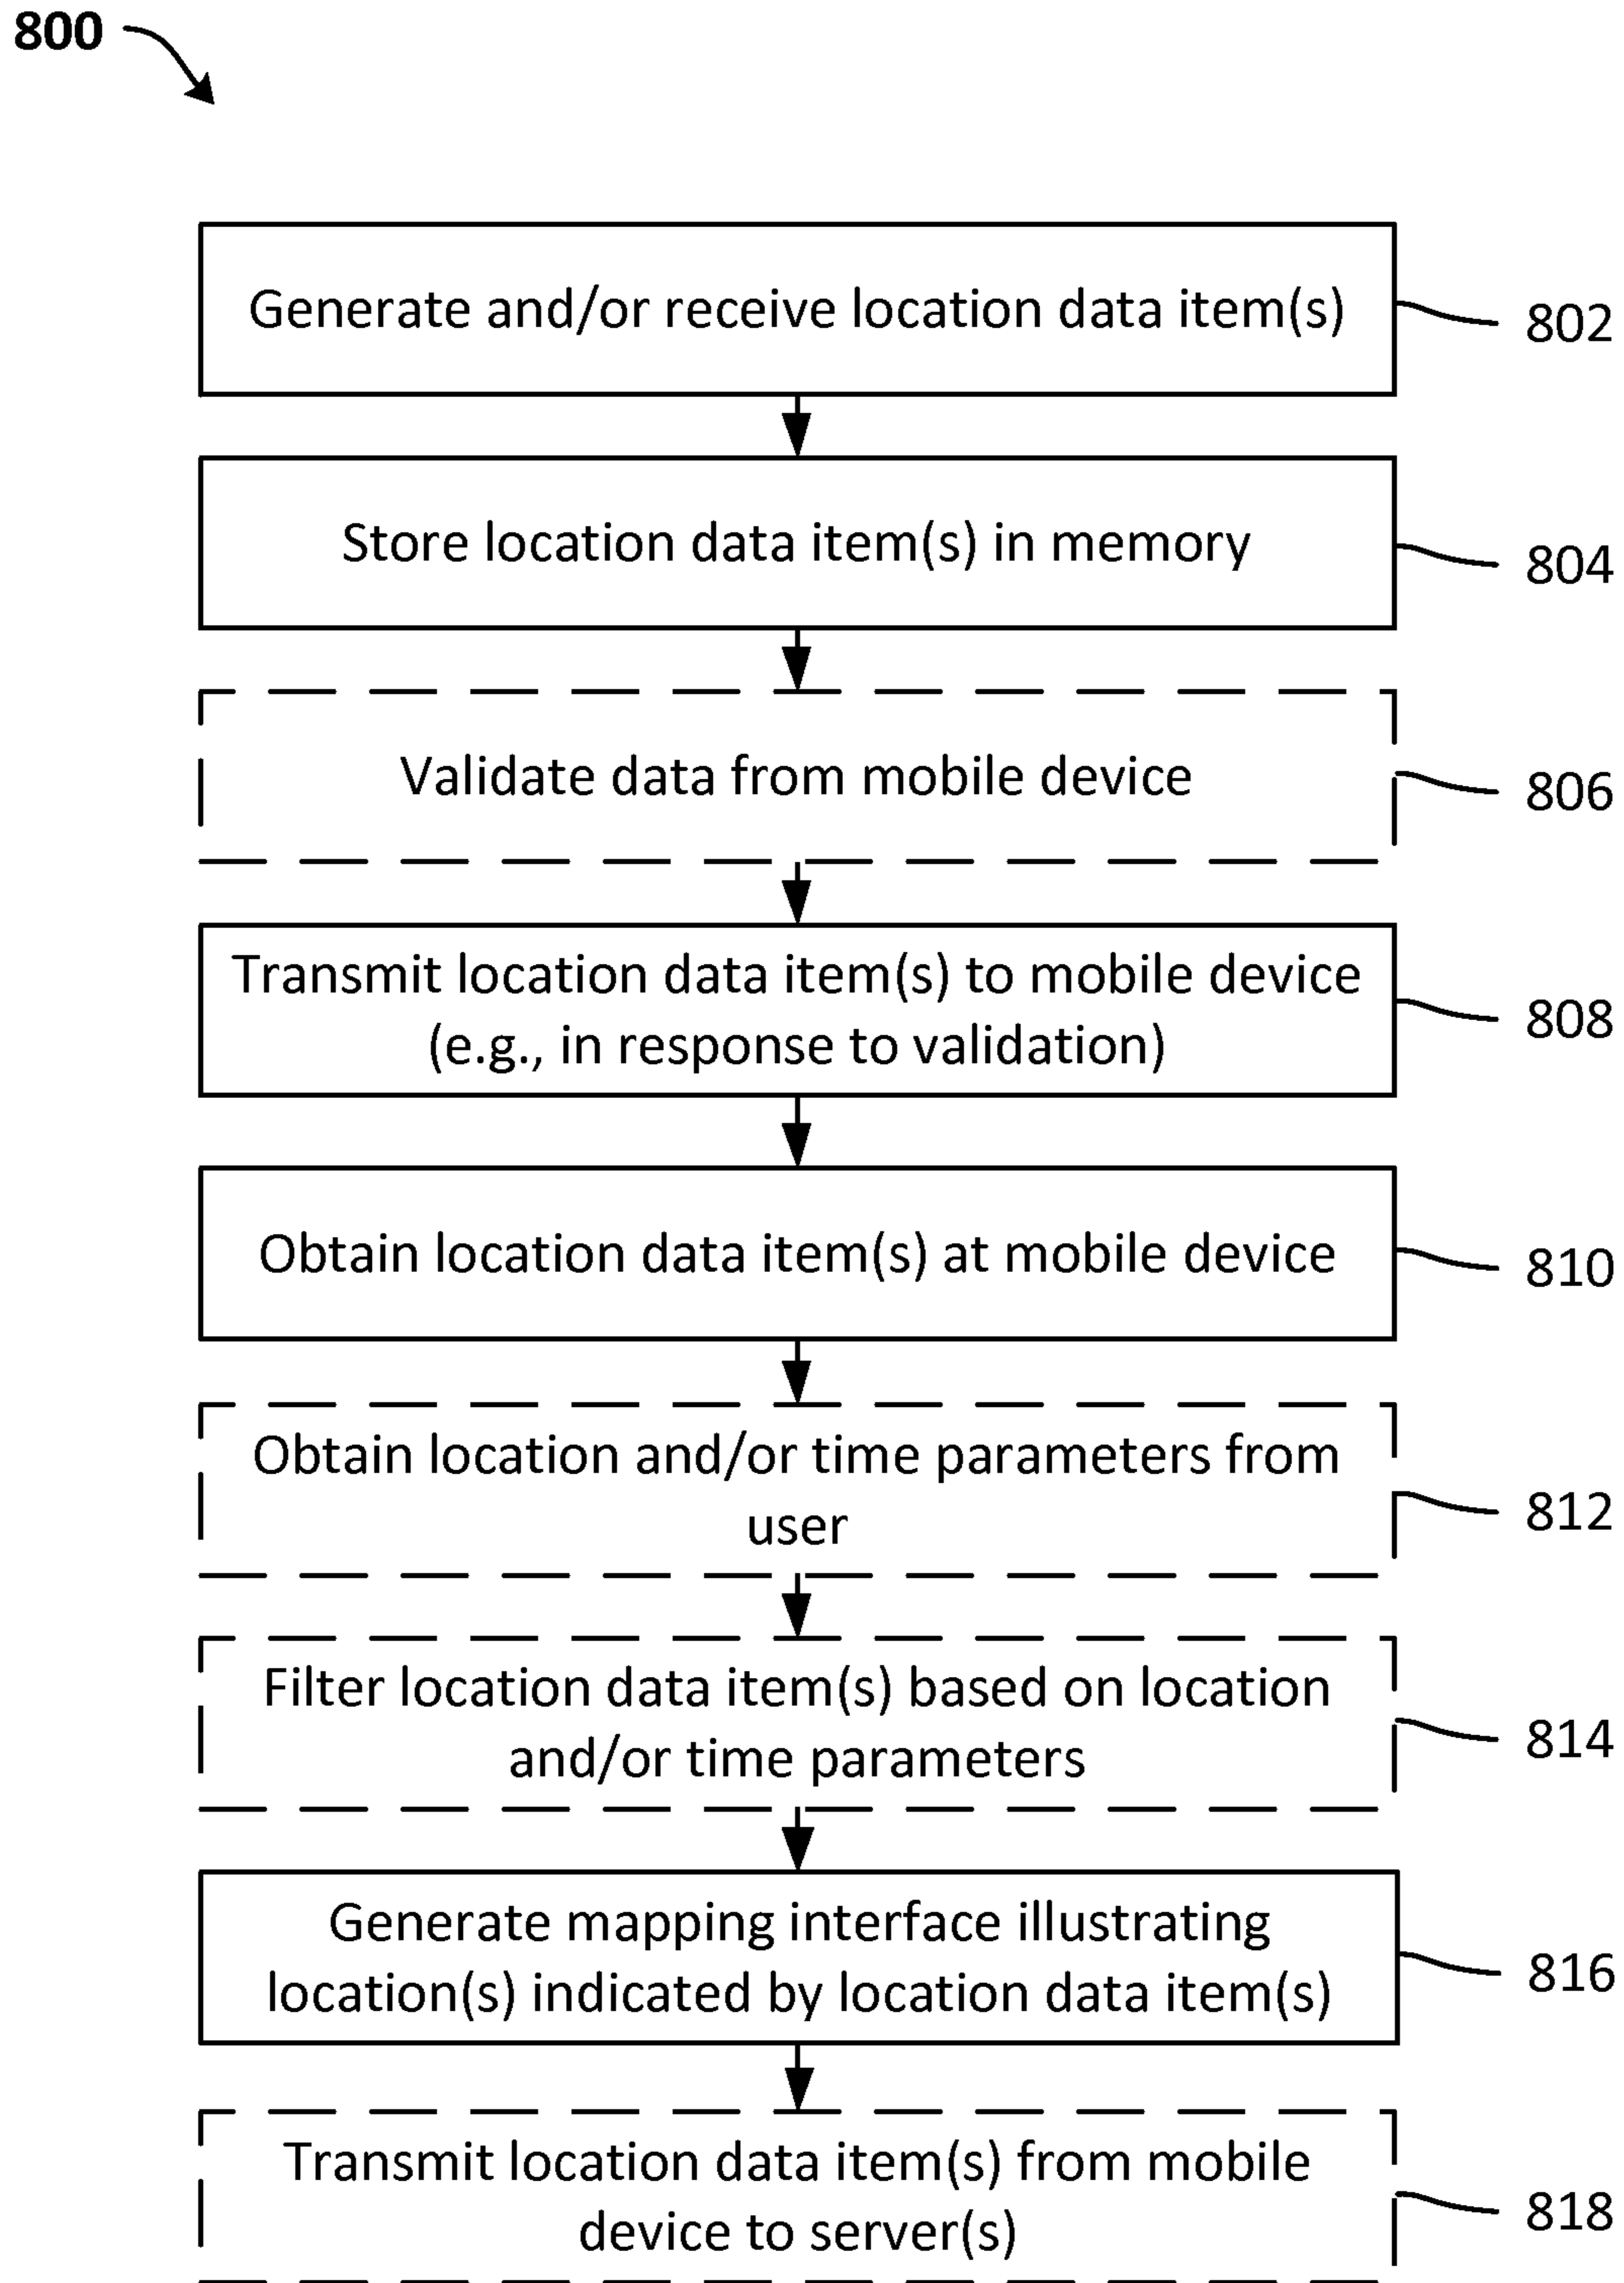 800
Generate and/or receive location data item(s)
802
Store location data item(s) in memory
804
Validate data from mobile device
806
Transmit location data item(s) to mobile device
(e.g., in response to validation)
808
Obtain location data item(s) at mobile device
810
Obtain location and/or time parameters from
user
812
Filter location data item(s) based on location
and/or time parameters
814
Generate mapping interface illustrating
location(s) indicated by location data item(s)
816
Transmit location data item(s) from mobile
device to server(s)
818